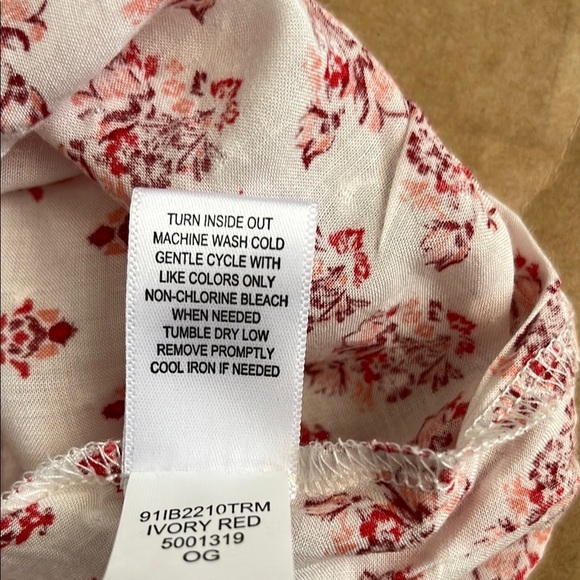 TURN INSIDE OUT
MACHINE WASH COLD
GENTLE CYCLE WITH
LIKE COLORS ONLY
NON-CHLORINE BLEACH
WHEN NEEDED
TUMBLE DRY LOW
REMOVE PROMPTLY
COOL IRON IF NEEDED
91IB2210TRM
IVORY RED
5001319
OG